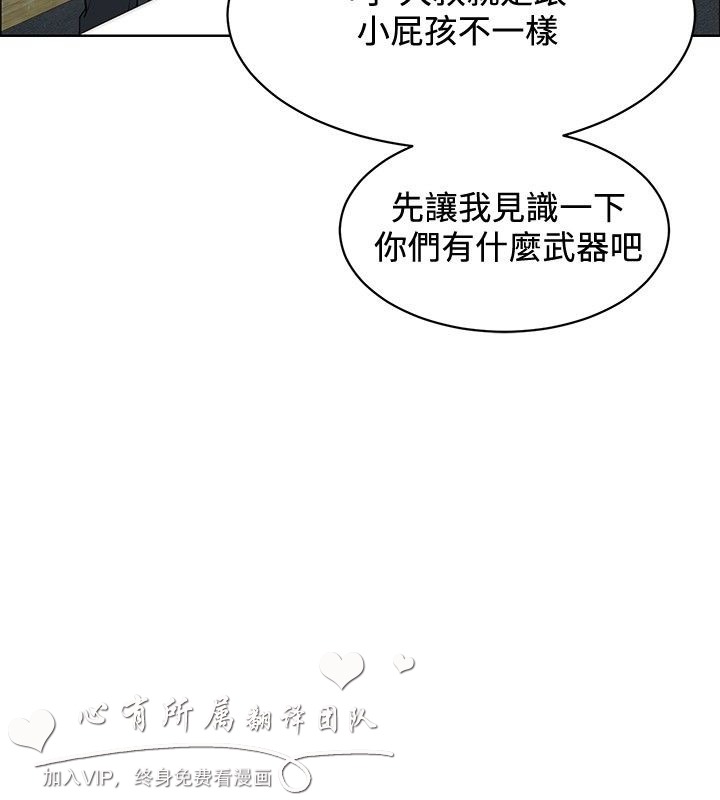 小屁孩不一樣
先讓我見識一下
你們有什麼武器吧
心有所属翻译团队
加入VIP，终身免费看漫画